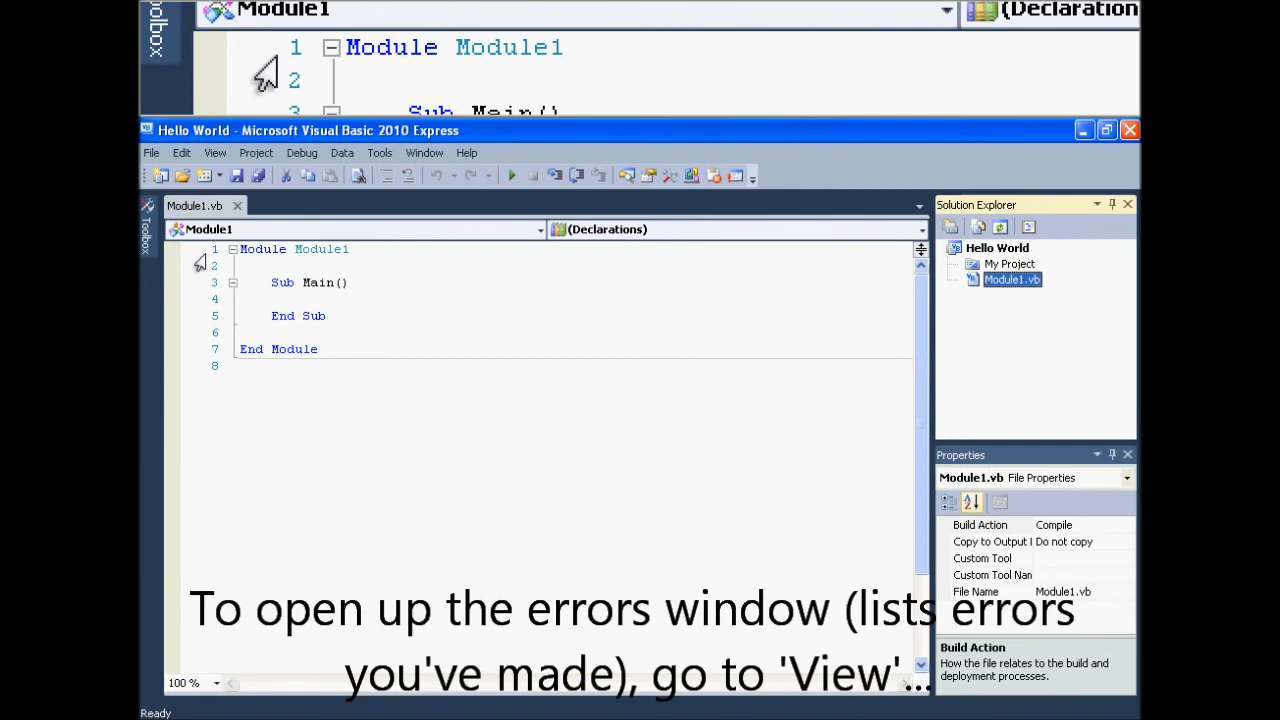 Module1
(Declaration
Toolbox
1
Module Module1
2
3
Sub Main()
Hello World - Microsoft Visual Basic 2010 Express
File Edit View Project Debug Data Tools Window Help
Module1.vb
Solution Explorer
Toolbox
Module1
(Declarations)
Hello World
My Project
Module1.vb
1 Module Module1
2
3 Sub Main()
4
5 End Sub
6
7 End Module
8
Properties
Module1.vb File Properties
Build Action Compile
Copy to Output Do not copy
Custom Tool
Custom Tool Nan
File Name Module1.vb
Build Action
How the file relates to the build and
deployment processes.
To open up the errors window (lists errors
you've made), go to 'View'...
100 %
Ready